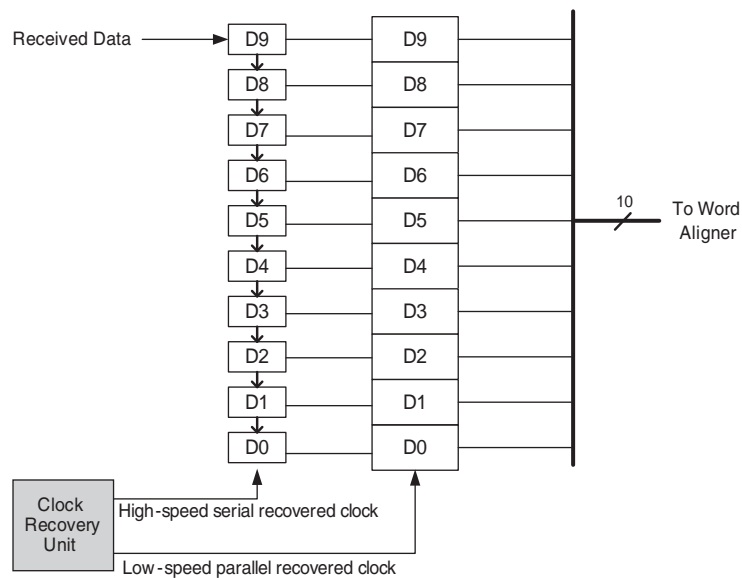 Received Data
D9
D9
D8
D8
D7
D7
D6
D6
D5
D5
10
To Word
Aligner
D4
D4
D3
D3
D2
D2
D1
D1
D0
D0
Clock
Recovery
Unit
High-speed serial recovered clock
Low-speed parallel recovered clock